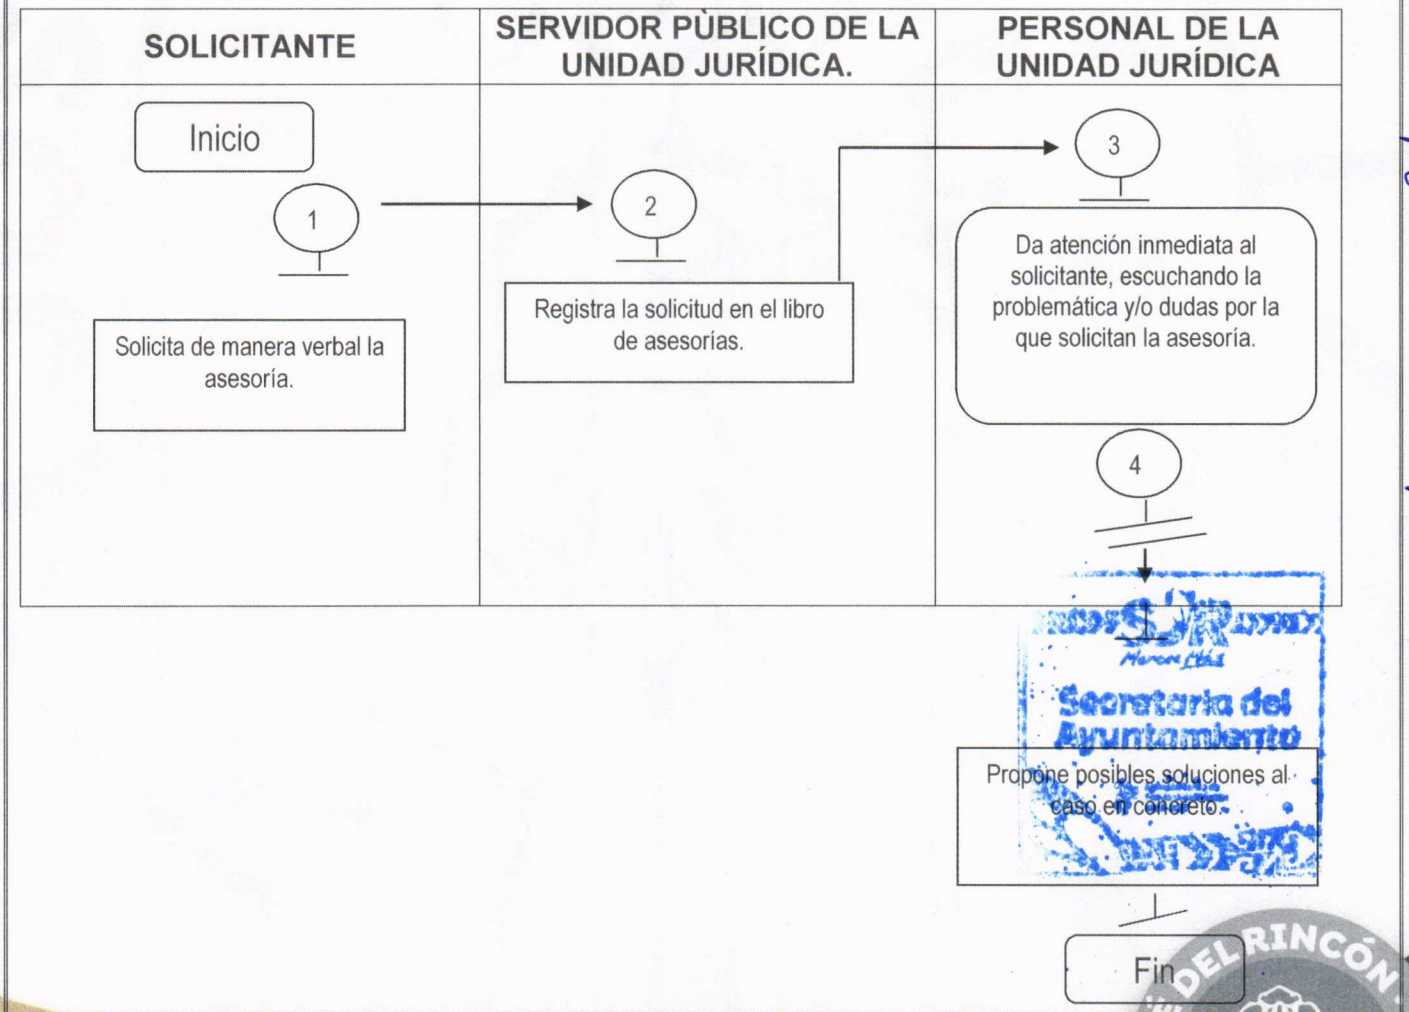 SOLICITANTE
SERVIDOR PÙBLICO DE LA
UNIDAD JURÍDICA.
PERSONAL DE LA
UNIDAD JURÍDICA
Inicio
1
Solicita de manera verbal la
asesoría.
2
Registra la solicitud en el libro
de asesorías.
3
Da atención inmediata al
solicitante, escuchando la
problemática y/o dudas por la
que solicitan la asesoría.
4
SJR
Secretaria del
Ayuntamiento
Propone posibles soluciones al
caso en concreto.
Fin
DEL RINCÓN